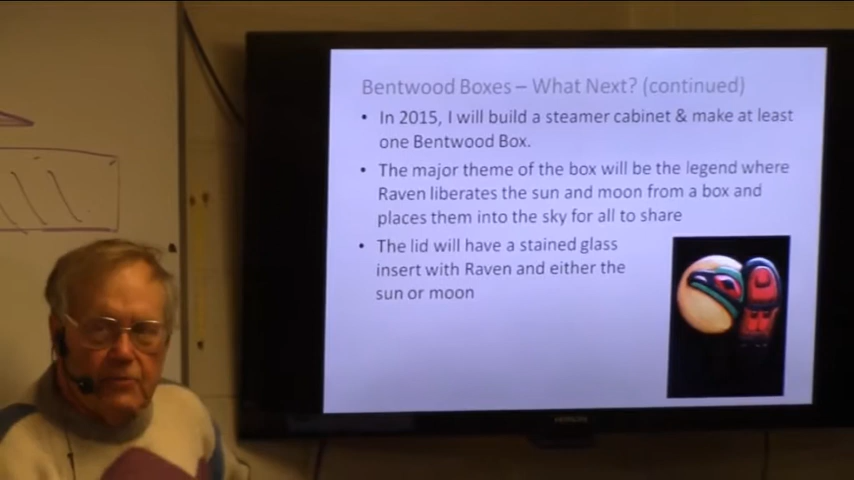 Bentwood Boxes – What Next? (continued)
• In 2015, I will build a steamer cabinet & make at least
one Bentwood Box.
• The major theme of the box will be the legend where
Raven liberates the sun and moon from a box and
places them into the sky for all to share
• The lid will have a stained glass
insert with Raven and either the
sun or moon
HITACHI